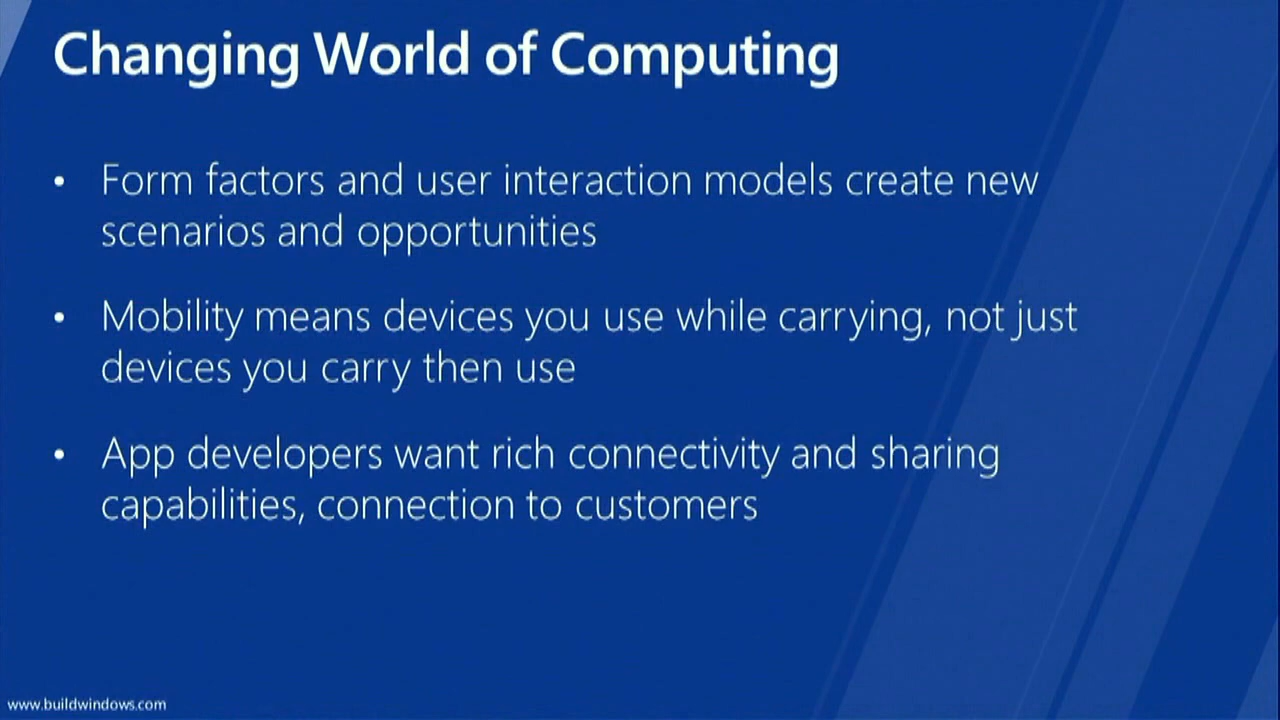 Changing World of Computing
• Form factors and user interaction models create new
scenarios and opportunities
• Mobility means devices you use while carrying, not just
devices you carry then use
• App developers want rich connectivity and sharing
capabilities, connection to customers
www.buildwindows.com